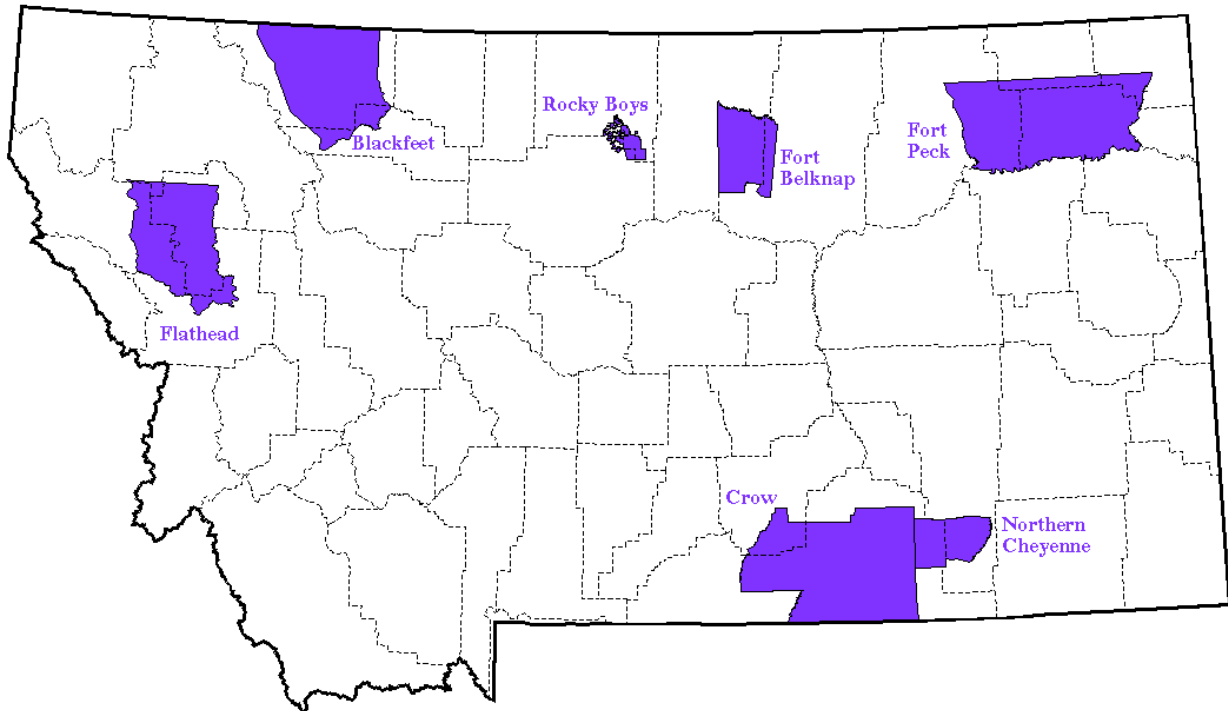 Rocky Boys
Blackfeet
Fort
Belknap
Fort
Peck
Flathead
Crow
Northern
Cheyenne